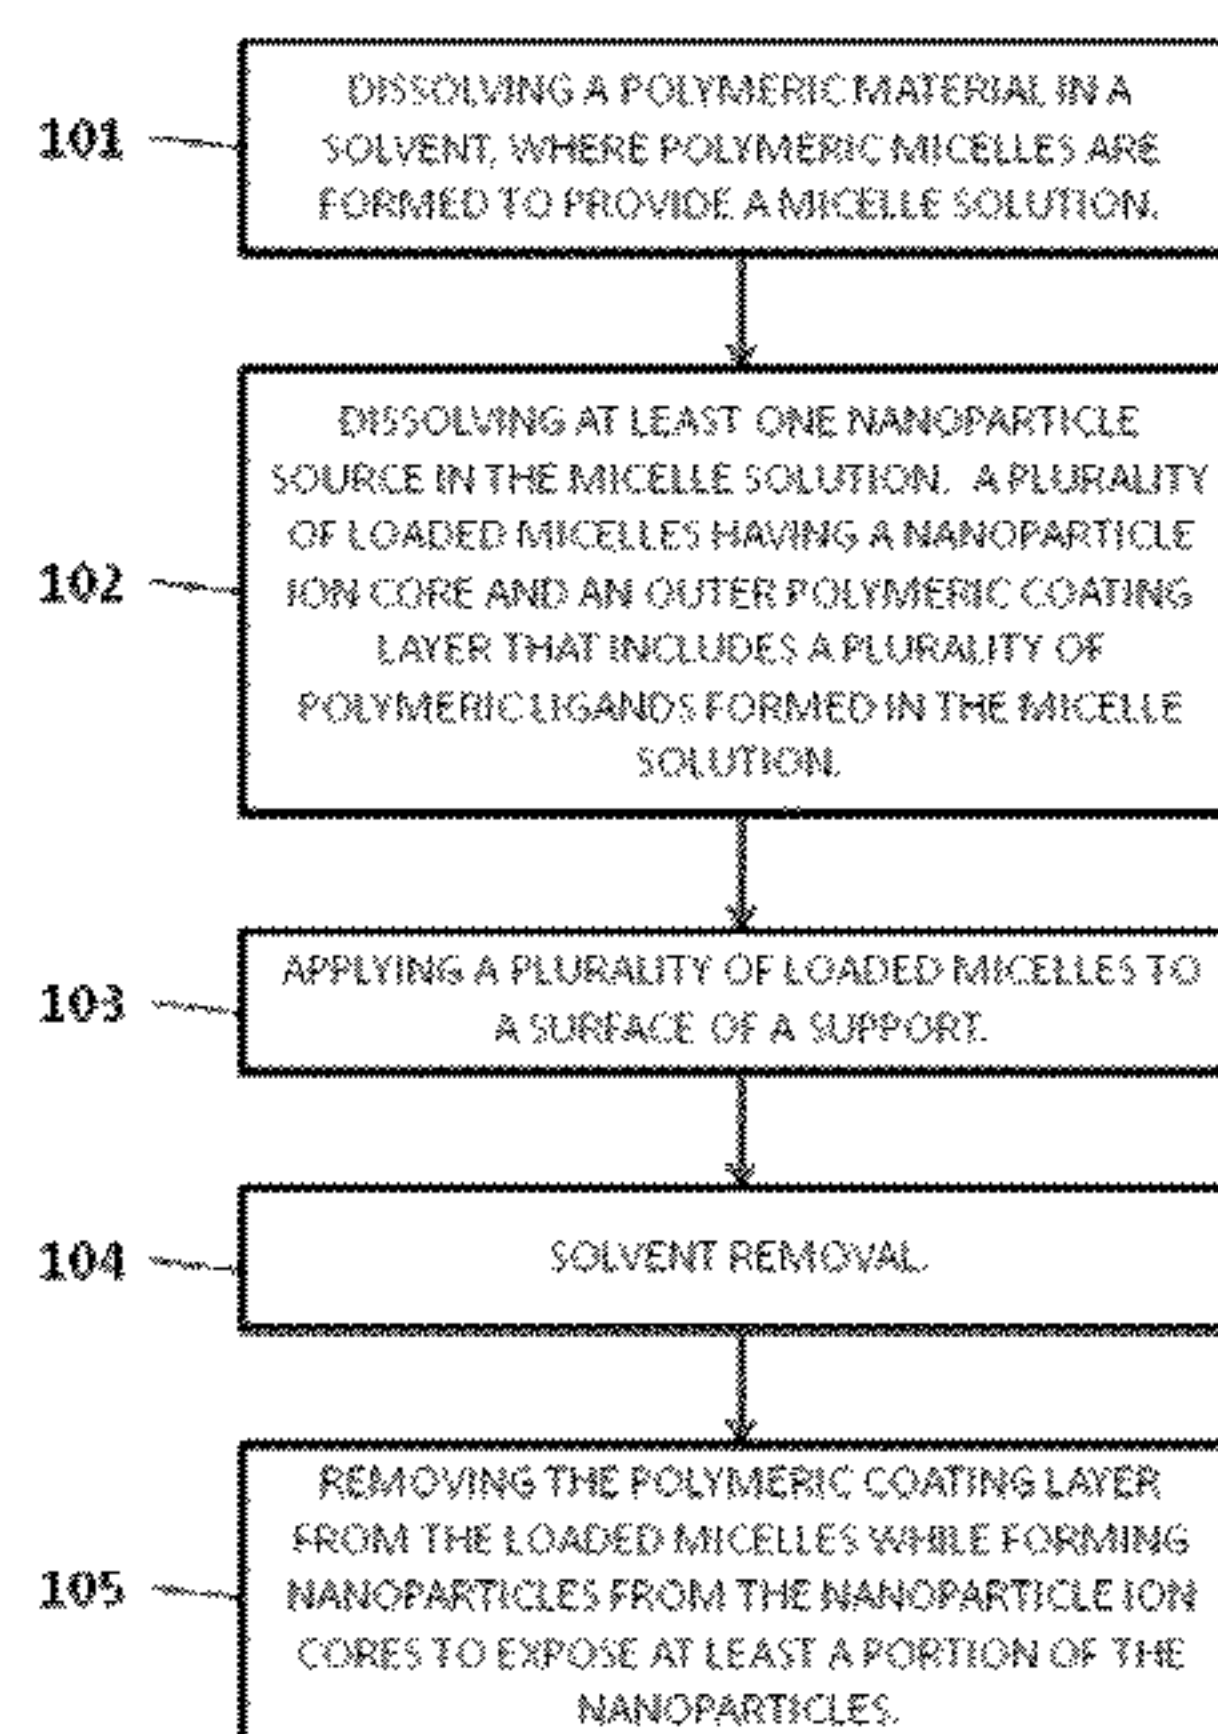 101
DISSOLVING A POLYMERIC MATERIAL IN A
SOLVENT, WHERE POLYMERIC MICELLES ARE
FORMED TO PROVIDE A MICELLE SOLUTION.
102
DISSOLVING AT LEAST ONE NANOPARTICLE
SOURCE IN THE MICELLE SOLUTION. A PLURALITY
OF LOADED MICELLES HAVING A NANOPARTICLE
ION CORE AND AN OUTER POLYMERIC COATING
LAYER THAT INCLUDES A PLURALITY OF
POLYMERIC LIGANDS FORMED IN THE MICELLE
SOLUTION.
103
APPLYING A PLURALITY OF LOADED MICELLES TO
A SURFACE OF A SUPPORT.
104
SOLVENT REMOVAL.
105
REMOVING THE POLYMERIC COATING LAYER
FROM THE LOADED MICELLES WHILE FORMING
NANOPARTICLES FROM THE NANOPARTICLE ION
CORES TO EXPOSE AT LEAST A PORTION OF THE
NANOPARTICLES.